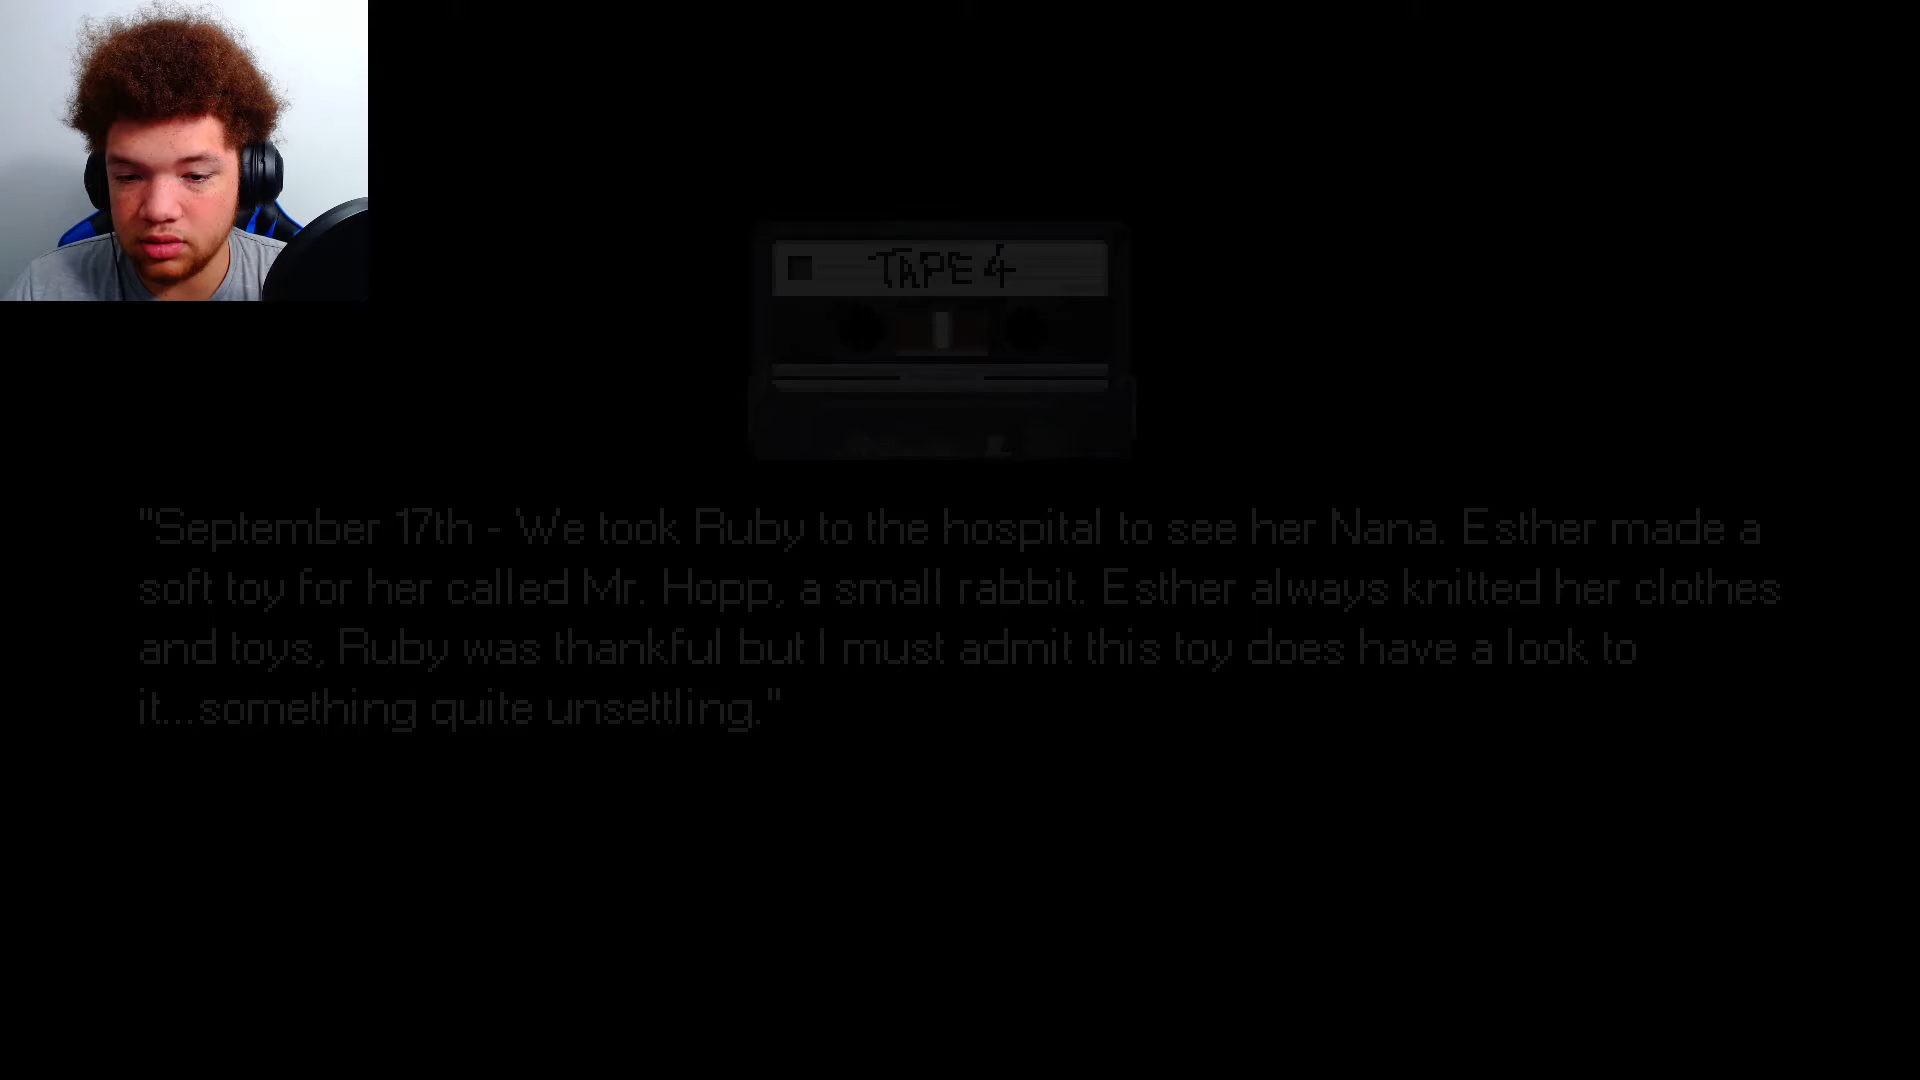 TAPE 4
"September 17th - We took Ruby to the hospital to see her Nana. Esther made a
soft toy for her called Mr. Hopp, a small rabbit. Esther always knitted her clothes
and toys, Ruby was thankful but I must admit this toy does have a look to
it...something quite unsettling."